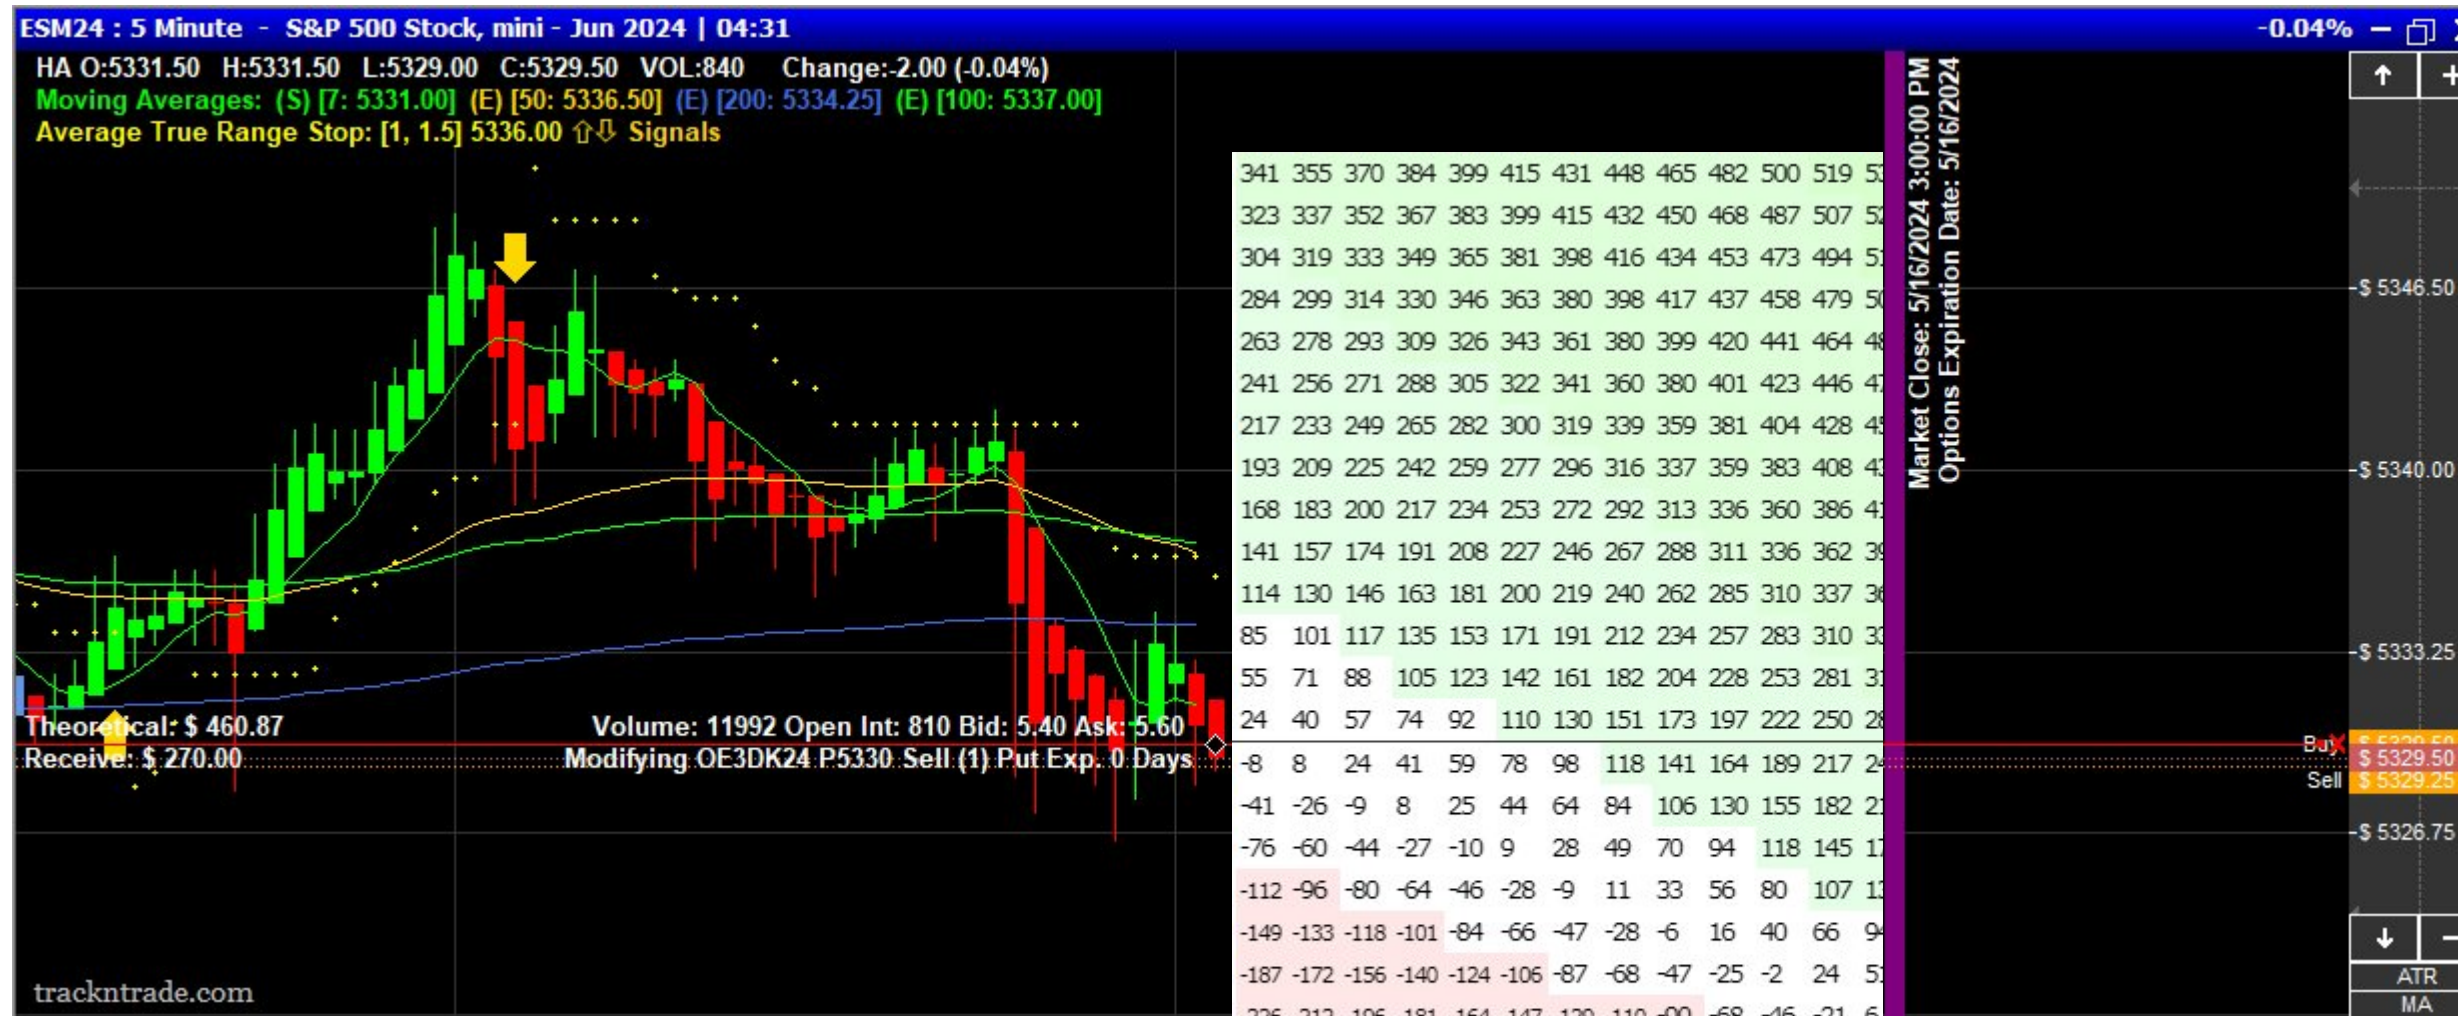 ESM24 : 5 Minute - S&P 500 Stock, mini - Jun 2024 | 04:31 -0.04%
HA O:5331.50 H:5331.50 L:5329.00 C:5329.50 VOL:840 Change:-2.00 (-0.04%)
Moving Averages: (S) [7: 5331.00] (E) [50: 5336.50] (E) [200: 5334.25] (E) [100: 5337.00]
Average True Range Stop: [1, 1.5] 5336.00 ⇧⇩ Signals
341 355 370 384 399 415 431 448 465 482 500 519
323 337 352 367 383 399 415 432 450 468 487 507
304 319 333 349 365 381 398 416 434 453 473 494
284 299 314 330 346 363 380 398 417 437 458 479
263 278 293 309 326 343 361 380 399 420 441 464
241 256 271 288 305 322 341 360 380 401 423 446
217 233 249 265 282 300 319 339 359 381 404 428
193 209 225 242 259 277 296 316 337 359 383 408
168 183 200 217 234 253 272 292 313 336 360 386
141 157 174 191 208 227 246 267 288 311 336 362
114 130 146 163 181 200 219 240 262 285 310 337
85 101 117 135 153 171 191 212 234 257 283 310
55 71 88 105 123 142 161 182 204 228 253 281
24 40 57 74 92 110 130 151 173 197 222 250
-8 8 24 41 59 78 98 118 141 164 189 217
-41 -26 -9 8 25 44 64 84 106 130 155 182
-76 -60 -44 -27 -10 9 28 49 70 94 118 145
-112 -96 -80 -64 -46 -28 -9 11 33 56 80 107
-149 -133 -118 -101 -84 -66 -47 -28 -6 16 40 66
-187 -172 -156 -140 -124 -106 -87 -68 -47 -25 -2 24
Market Close: 5/16/2024 3:00:00 PM
Options Expiration Date: 5/16/2024
Theoretical: $ 460.87
Volume: 11992 Open Int: 810 Bid: 5.40 Ask: 5.60
Receive: $ 270.00
Modifying OE3DK24 P5330 Sell (1) Put Exp. 0 Days
$ 5346.50
$ 5340.00
$ 5333.25
Buy
$ 5329.50
Sell $ 5329.25
$ 5326.75
ATR
MA
trackntrade.com